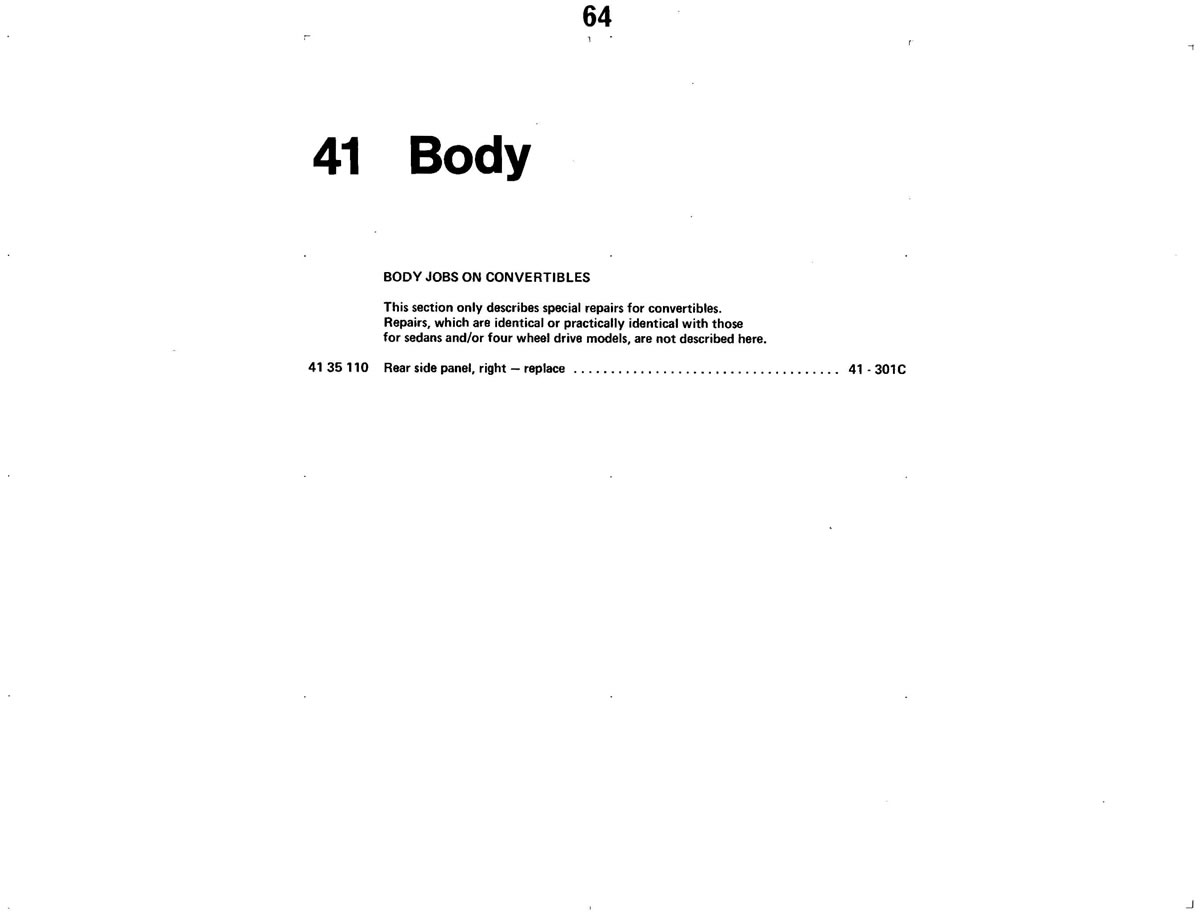 64
41 Body
BODY JOBS ON CONVERTIBLES
This section only describes special repairs for convertibles.
Repairs, which are identical or practically identical with those
for sedans and/or four wheel drive models, are not described here.
41 35 110 Rear side panel, right — replace .................................... 41 - 301C